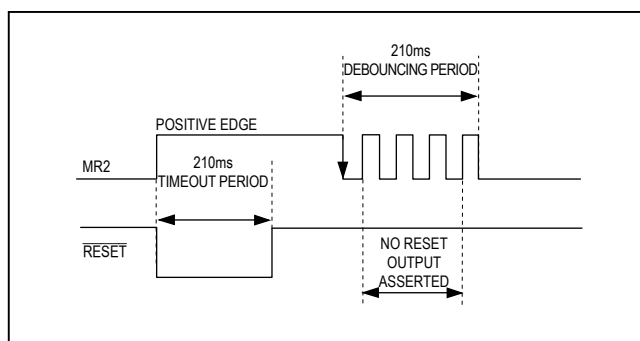 210ms
DEBOUNCING PERIOD
POSITIVE EDGE
MR2
210ms
TIMEOUT PERIOD
RESET
NO RESET
OUTPUT
ASSERTED